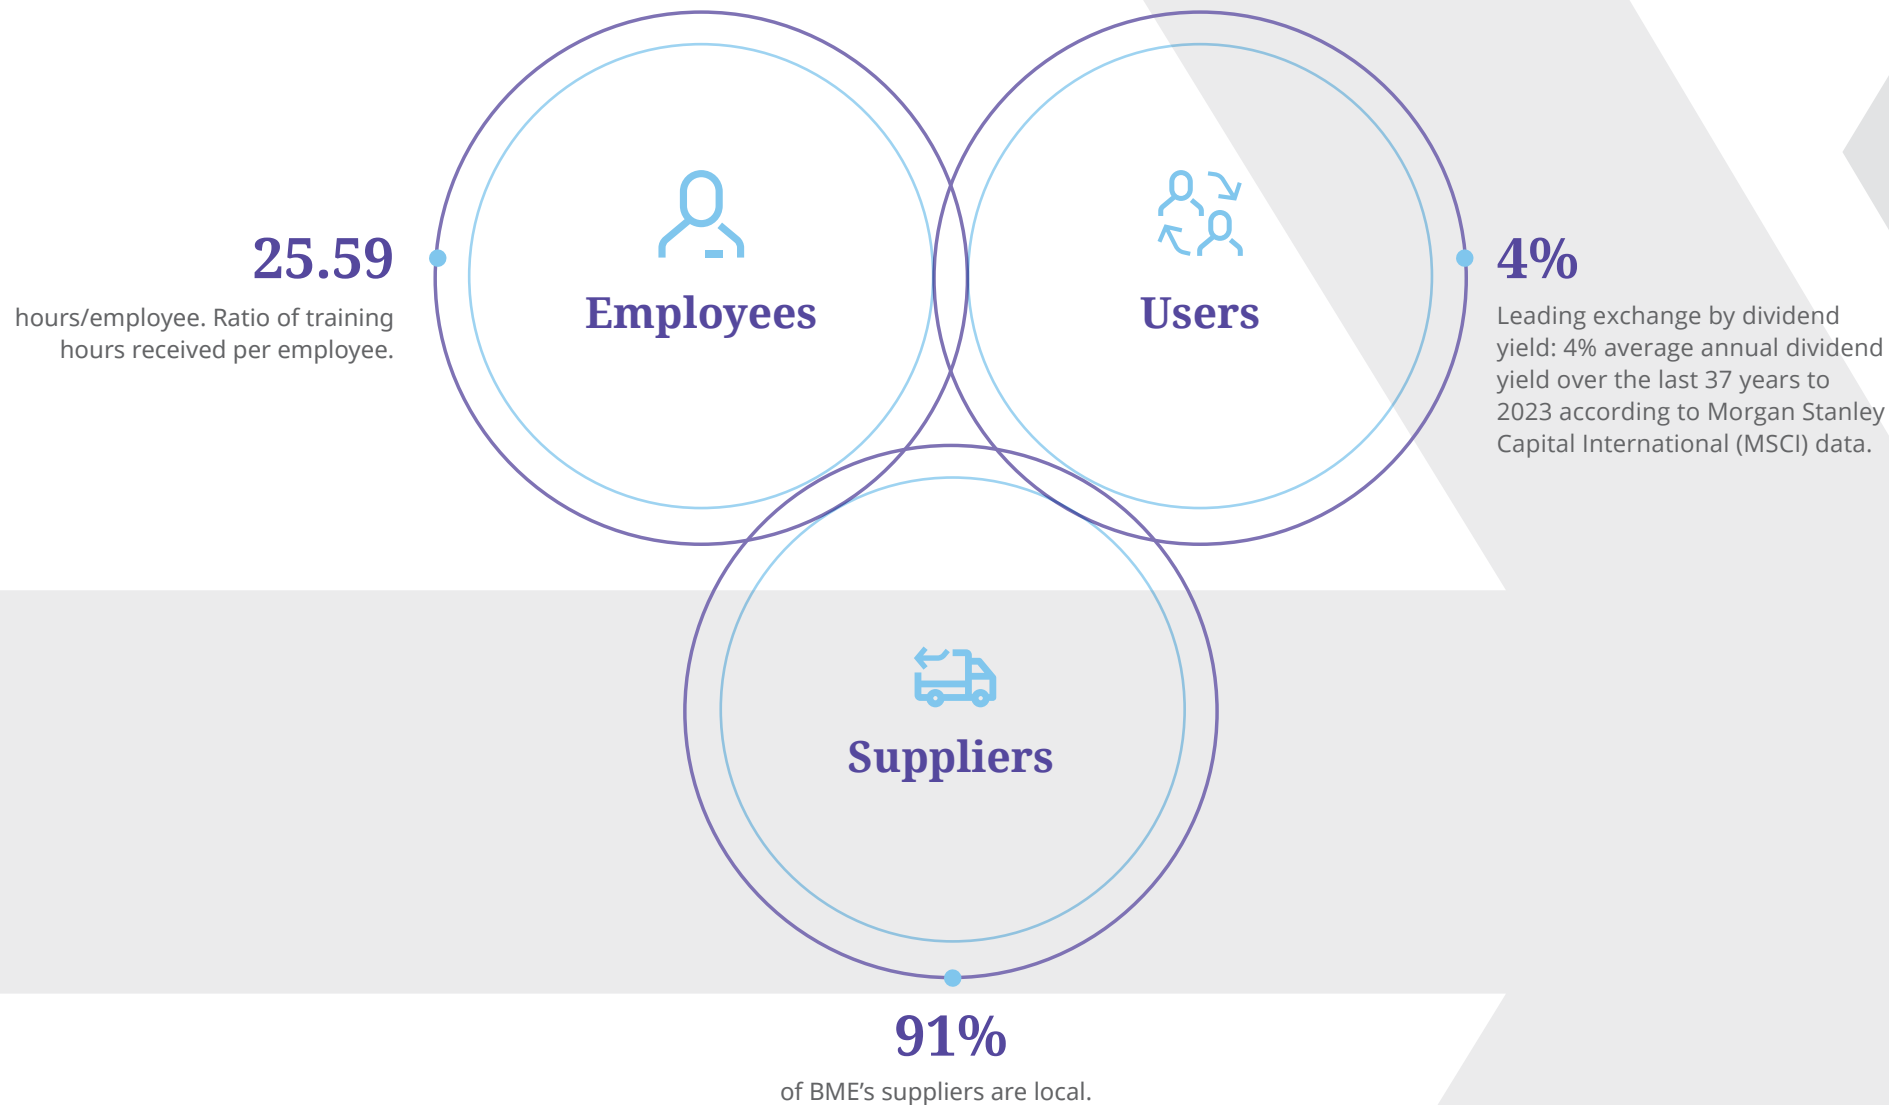 Employees
25.59
hours/employee. Ratio of training
hours received per employee.
Users
4%
Leading exchange by dividend
yield: 4% average annual dividend
yield over the last 37 years to
2023 according to Morgan Stanley
Capital International (MSCI) data.
Suppliers
91%
of BME’s suppliers are local.